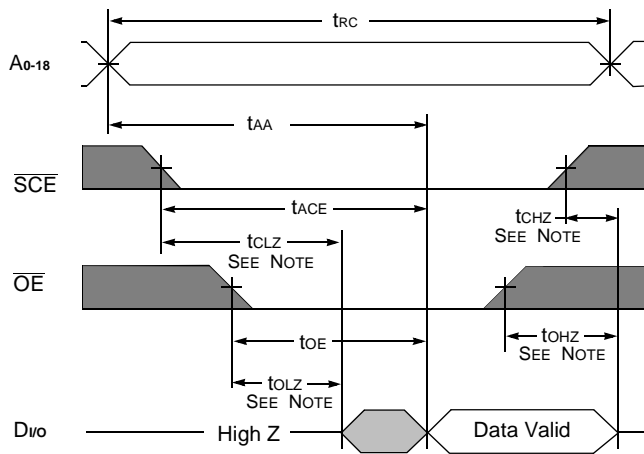 tRC
A0-18
tAA
SCE
tACE
tCHZ
SEE NOTE
tCLZ
SEE NOTE
OE
tOE
tOHZ
SEE NOTE
tOLZ
SEE NOTE
DI/O
High Z
Data Valid